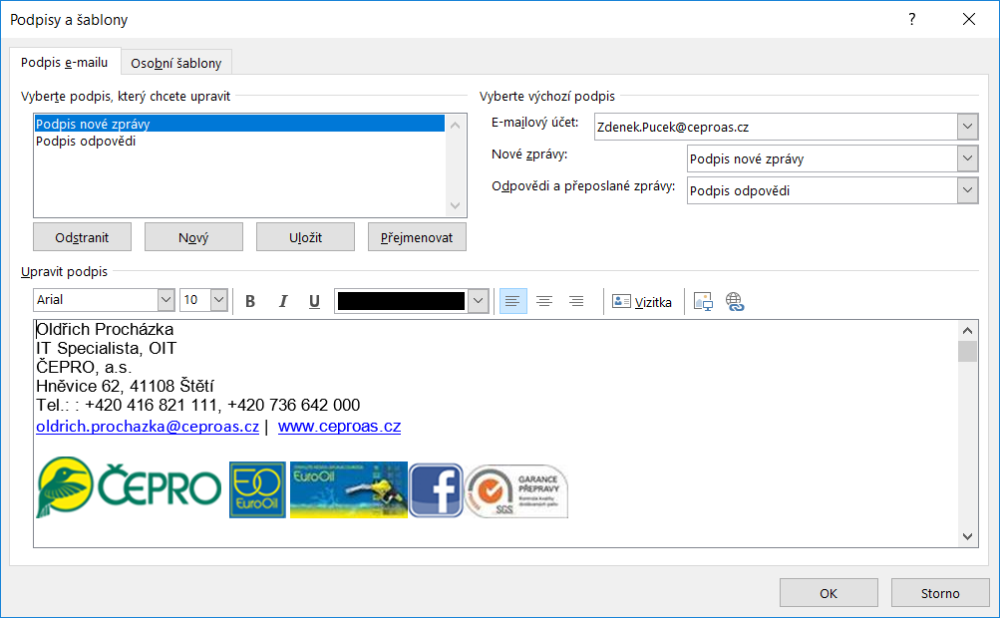 Podpisy a šablony
?
Podpis e-mailu
Osobní šablony
Vyberte podpis, který chcete upravit
Podpis nové zprávy
Podpis odpovědi
Odstranit
Nový
Uložit
Přejmenovat
Vyberte výchozí podpis
E-mailový účet:
Zdenek.Pucek@ceproas.cz
Nové zprávy:
Podpis nové zprávy
Odpovědi a přeposlané zprávy:
Podpis odpovědi
Upravit podpis
Arial
10
B
I
U
Vizitka
Oldřich Procházka
IT Specialista, OIT
ČEPRO, a.s.
Hněvice 62, 41108 Štětí
Tel.: : +420 416 821 111, +420 736 642 000
oldrich.prochazka@ceproas.cz | www.ceproas.cz
ČEPRO
EuroOil
EuroOil
f
SGS
GARANCE
PŘEPRAVY
OK
Storno